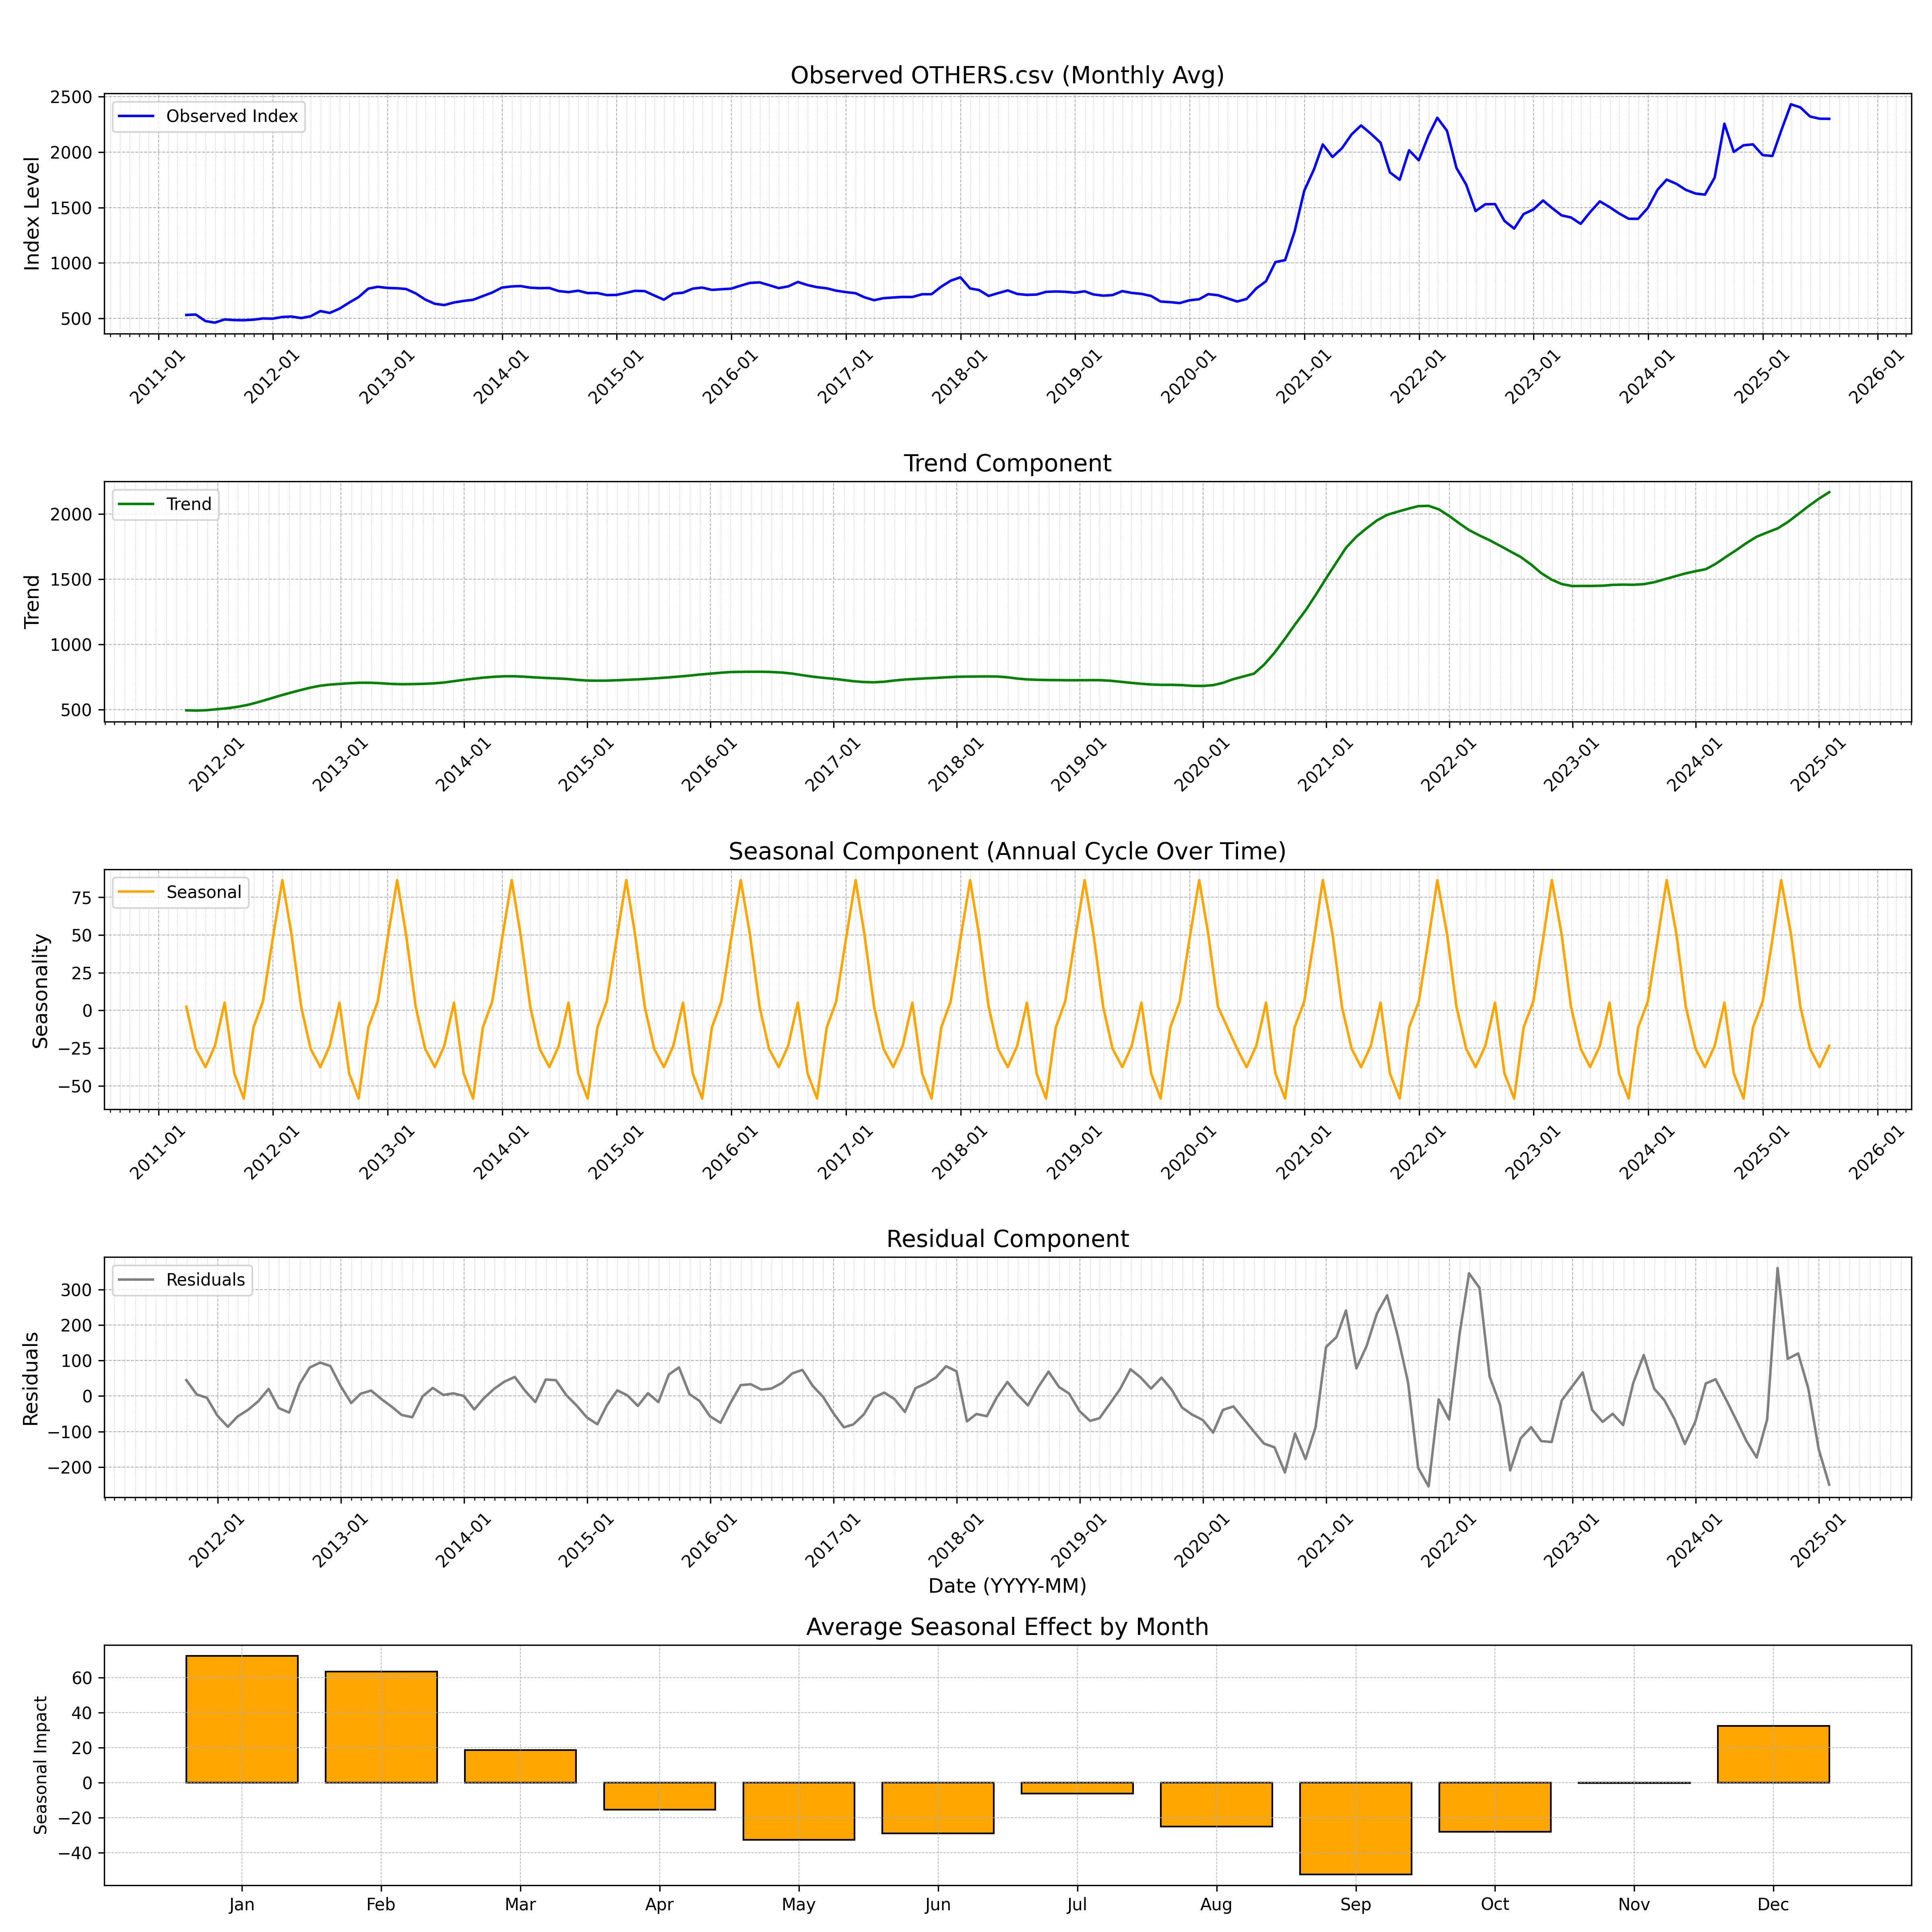 Observed OTHERS.csv (Monthly Avg)
Observed Index
Index Level
2500
2000
1500
1000
500
2011-01 2012-01 2013-01 2014-01 2015-01 2016-01 2017-01 2018-01 2019-01 2020-01 2021-01 2022-01 2023-01 2024-01 2025-01 2026-01
Trend Component
Trend
Trend
2000
1500
1000
500
2012-01 2013-01 2014-01 2015-01 2016-01 2017-01 2018-01 2019-01 2020-01 2021-01 2022-01 2023-01 2024-01 2025-01
Seasonal Component (Annual Cycle Over Time)
Seasonal
Seasonality
75
50
25
0
−25
−50
2011-01 2012-01 2013-01 2014-01 2015-01 2016-01 2017-01 2018-01 2019-01 2020-01 2021-01 2022-01 2023-01 2024-01 2025-01 2026-01
Residual Component
Residuals
Residuals
300
200
100
0
−100
−200
2012-01 2013-01 2014-01 2015-01 2016-01 2017-01 2018-01 2019-01 2020-01 2021-01 2022-01 2023-01 2024-01 2025-01
Date (YYYY-MM)
Average Seasonal Effect by Month
Seasonal Impact
60
40
20
0
−20
−40
Jan Feb Mar Apr May Jun Jul Aug Sep Oct Nov Dec